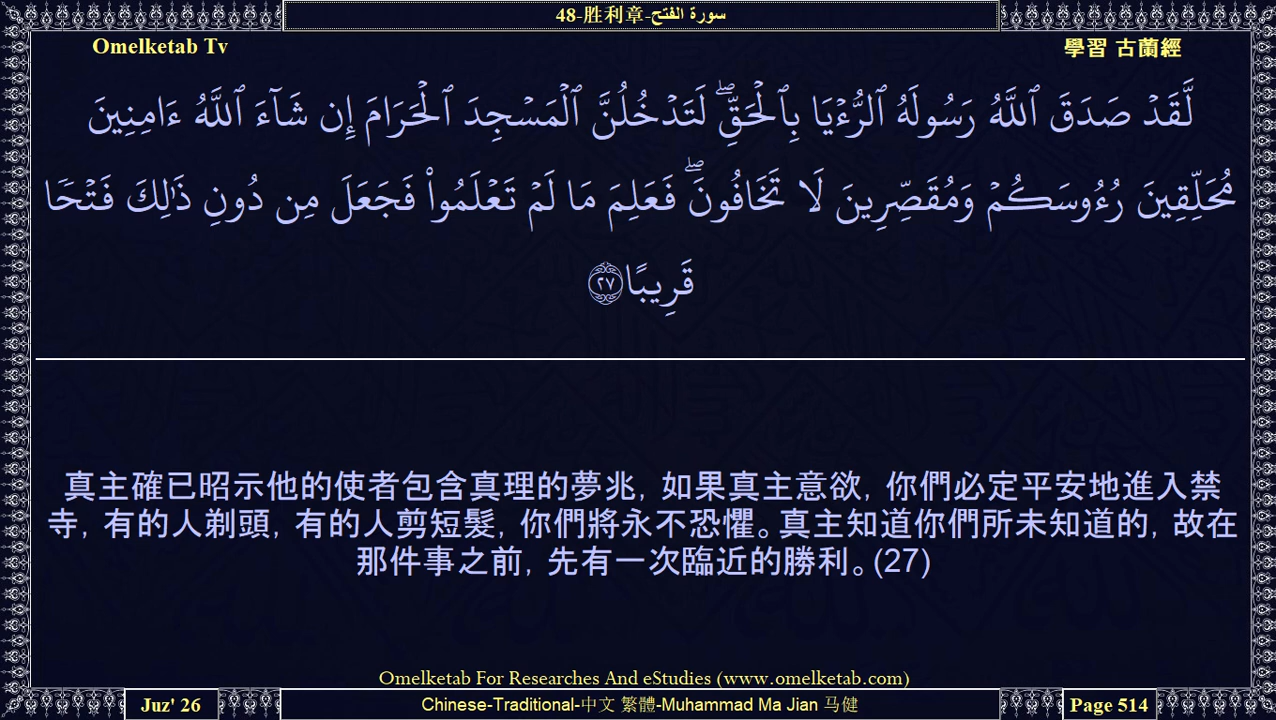 48-胜利章-سورة الفتح
Omelketab Tv
學習 古蘭經
لَّقَدْ صَدَقَ ٱللَّهُ رَسُولَهُ ٱلرُّءْيَا بِٱلْحَقِّ ۖ لَتَدْخُلُنَّ ٱلْمَسْجِدَ ٱلْحَرَامَ إِن شَآءَ ٱللَّهُ ءَامِنِينَ
مُحَلِّقِينَ رُءُوسَكُمْ وَمُقَصِّرِينَ لَا تَخَافُونَ ۖ فَعَلِمَ مَا لَمْ تَعْلَمُوا۟ فَجَعَلَ مِن دُونِ ذَٰلِكَ فَتْحًا
قَرِيبًا ٢٧
真主確已昭示他的使者包含真理的夢兆，如果真主意欲，你們必定平安地進入禁
寺，有的人剃頭，有的人剪短髮，你們將永不恐懼。真主知道你們所未知道的，故在
那件事之前，先有一次臨近的勝利。(27)
Omelketab For Researches And eStudies (www.omelketab.com)
Juz' 26
Chinese-Traditional-中文 繁體-Muhammad Ma Jian 马健
Page 514